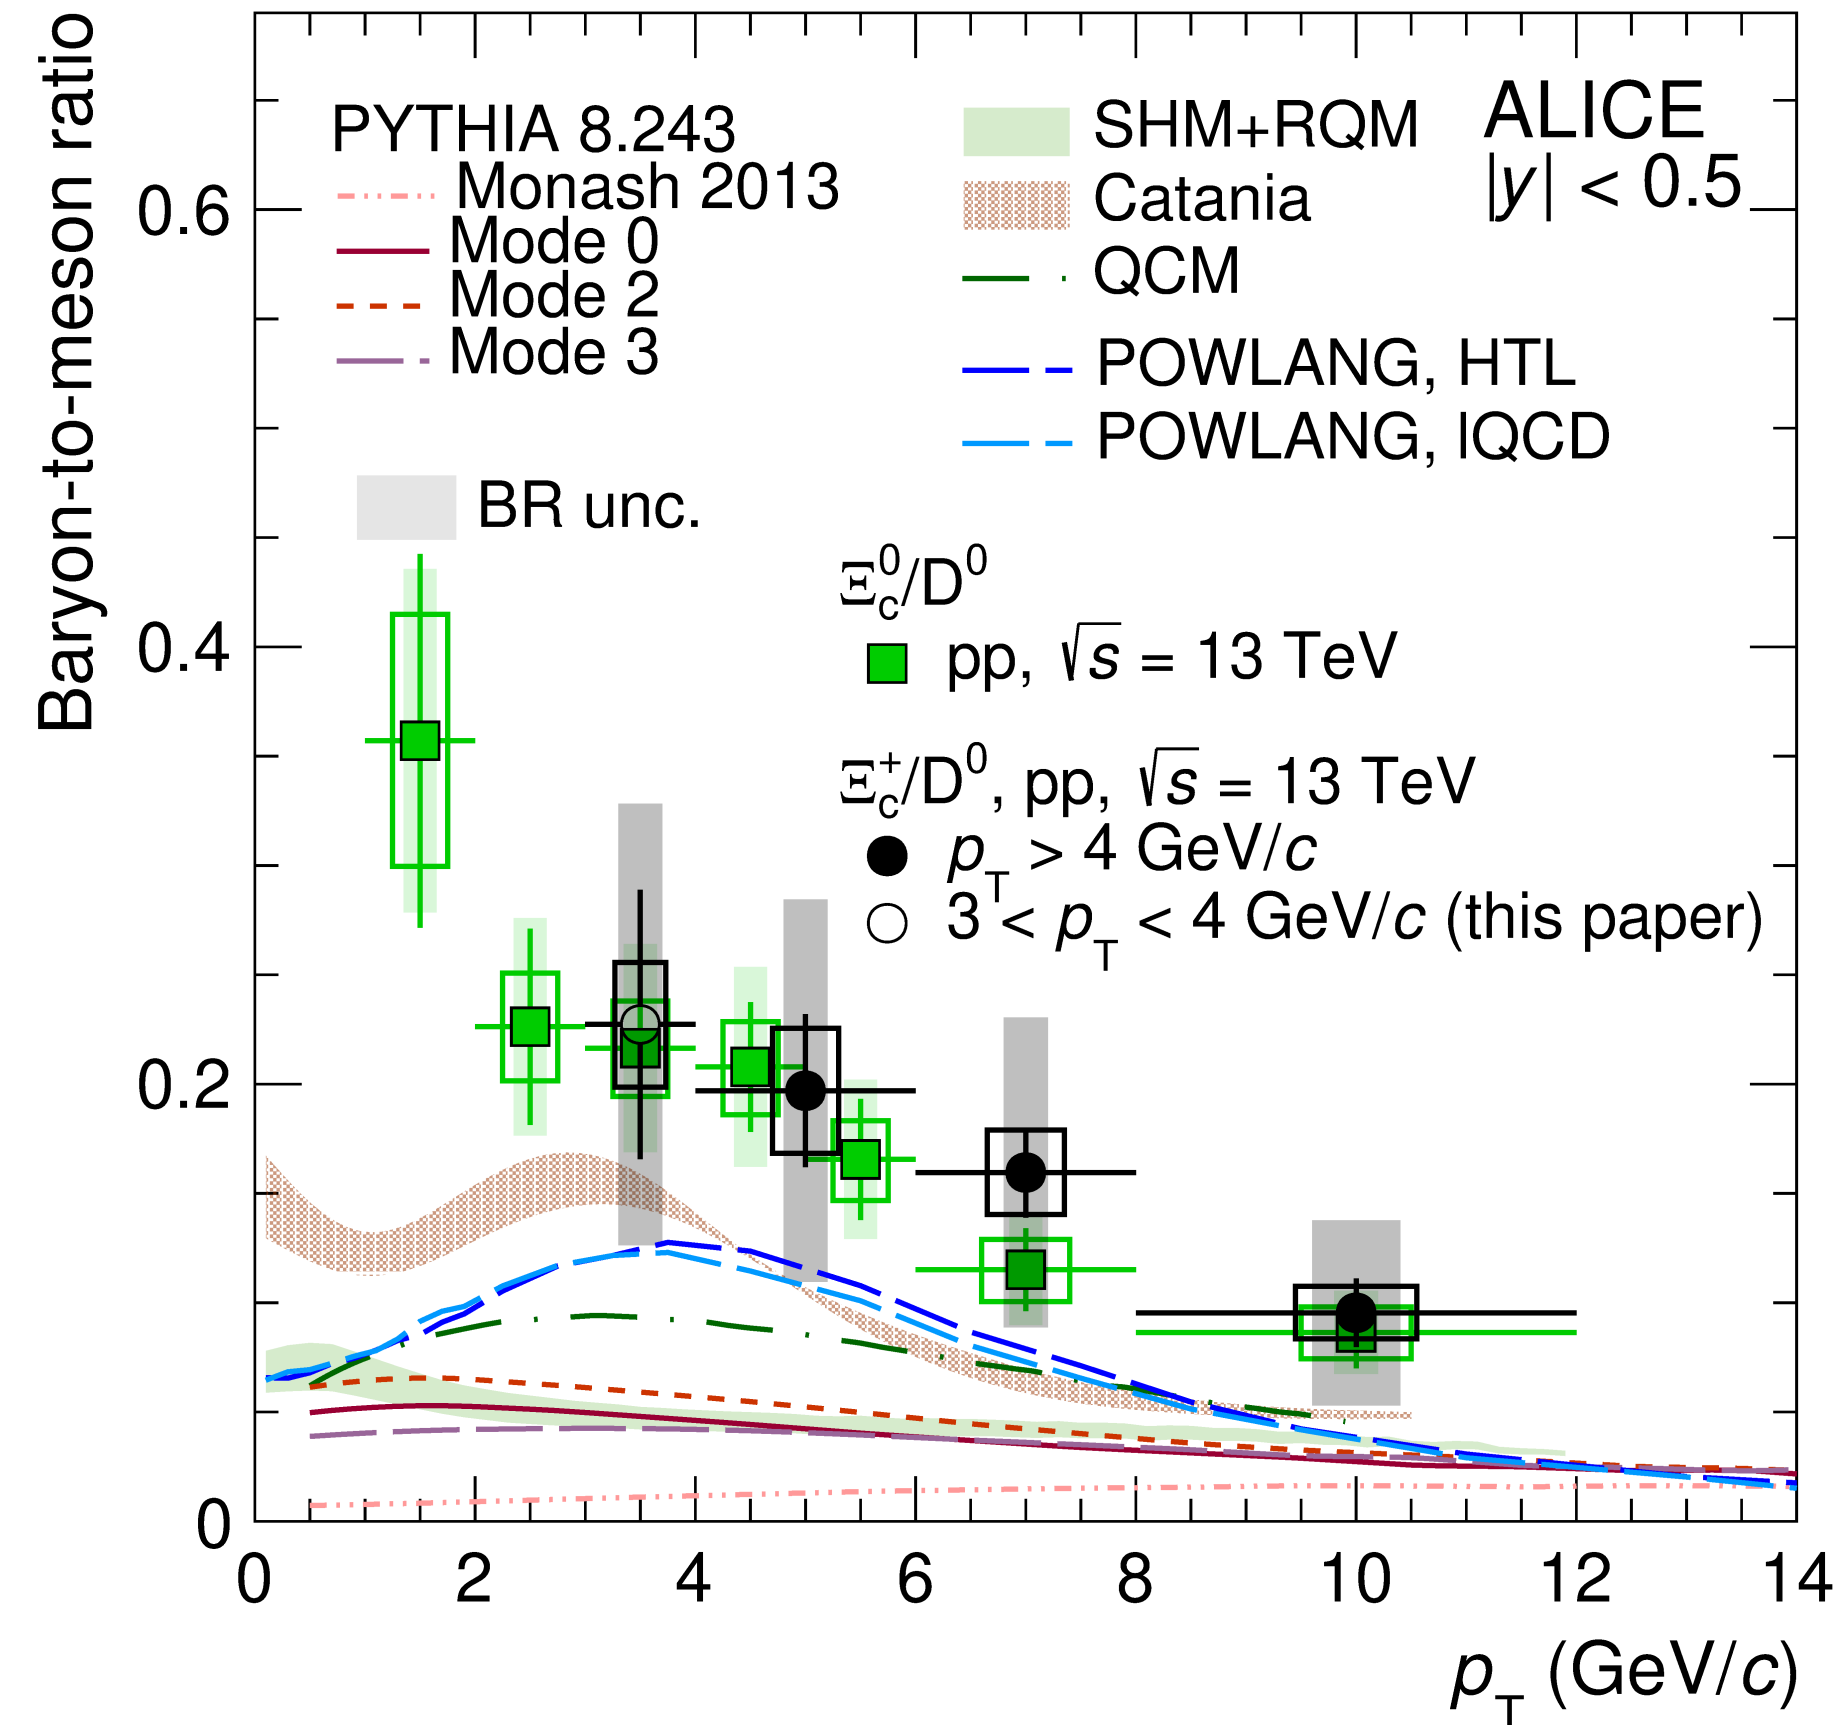 Baryon-to-meson ratio
PYTHIA 8.243
Monash 2013
Mode 0
Mode 2
Mode 3
SHM+RQM
Catania
QCM
POWLANG, HTL
POWLANG, lQCD
ALICE
|y| < 0.5
BR unc.
Ξc0/D0
pp, √s = 13 TeV
Ξc+/D0, pp, √s = 13 TeV
pT > 4 GeV/c
3 < pT < 4 GeV/c (this paper)
0.6
0.4
0.2
0
0 2 4 6 8 10 12 14
pT (GeV/c)